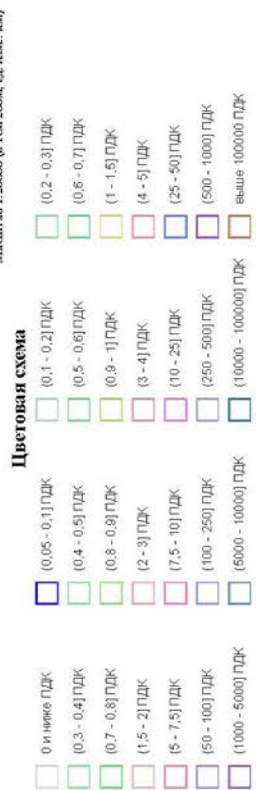 Цветовая схема
0 и ниже ПДК (0,05 - 0,1] ПДК (0,1 - 0,2] ПДК (0,2 - 0,3] ПДК
(0,3 - 0,4] ПДК (0,4 - 0,5] ПДК (0,5 - 0,6] ПДК (0,6 - 0,7] ПДК
(0,7 - 0,8] ПДК (0,8 - 0,9] ПДК (0,9 - 1] ПДК (1 - 1,5] ПДК
(1,5 - 2] ПДК (2 - 3] ПДК (3 - 4] ПДК (4 - 5] ПДК
(5 - 7,5] ПДК (7,5 - 10] ПДК (10 - 25] ПДК (25 - 50] ПДК
(50 - 100] ПДК (100 - 250] ПДК (250 - 500] ПДК (500 - 1000] ПДК
(1000 - 5000] ПДК (5000 - 10000] ПДК (10000 - 100000] ПДК выше 100000 ПДК